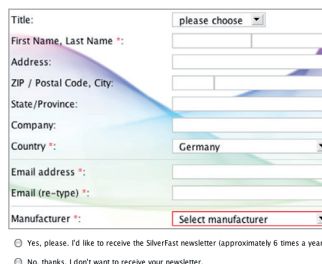 Title: please choose
First Name, Last Name *:
Address:
ZIP / Postal Code, City:
State/Province:
Company:
Country *: Germany
Email address *:
Email (re-type) *:
Manufacturer *: Select manufacturer
Yes, please. I'd like to receive the SilverFast newsletter (approximately 6 times a year
No, thanks. I don't want to receive your newsletter.